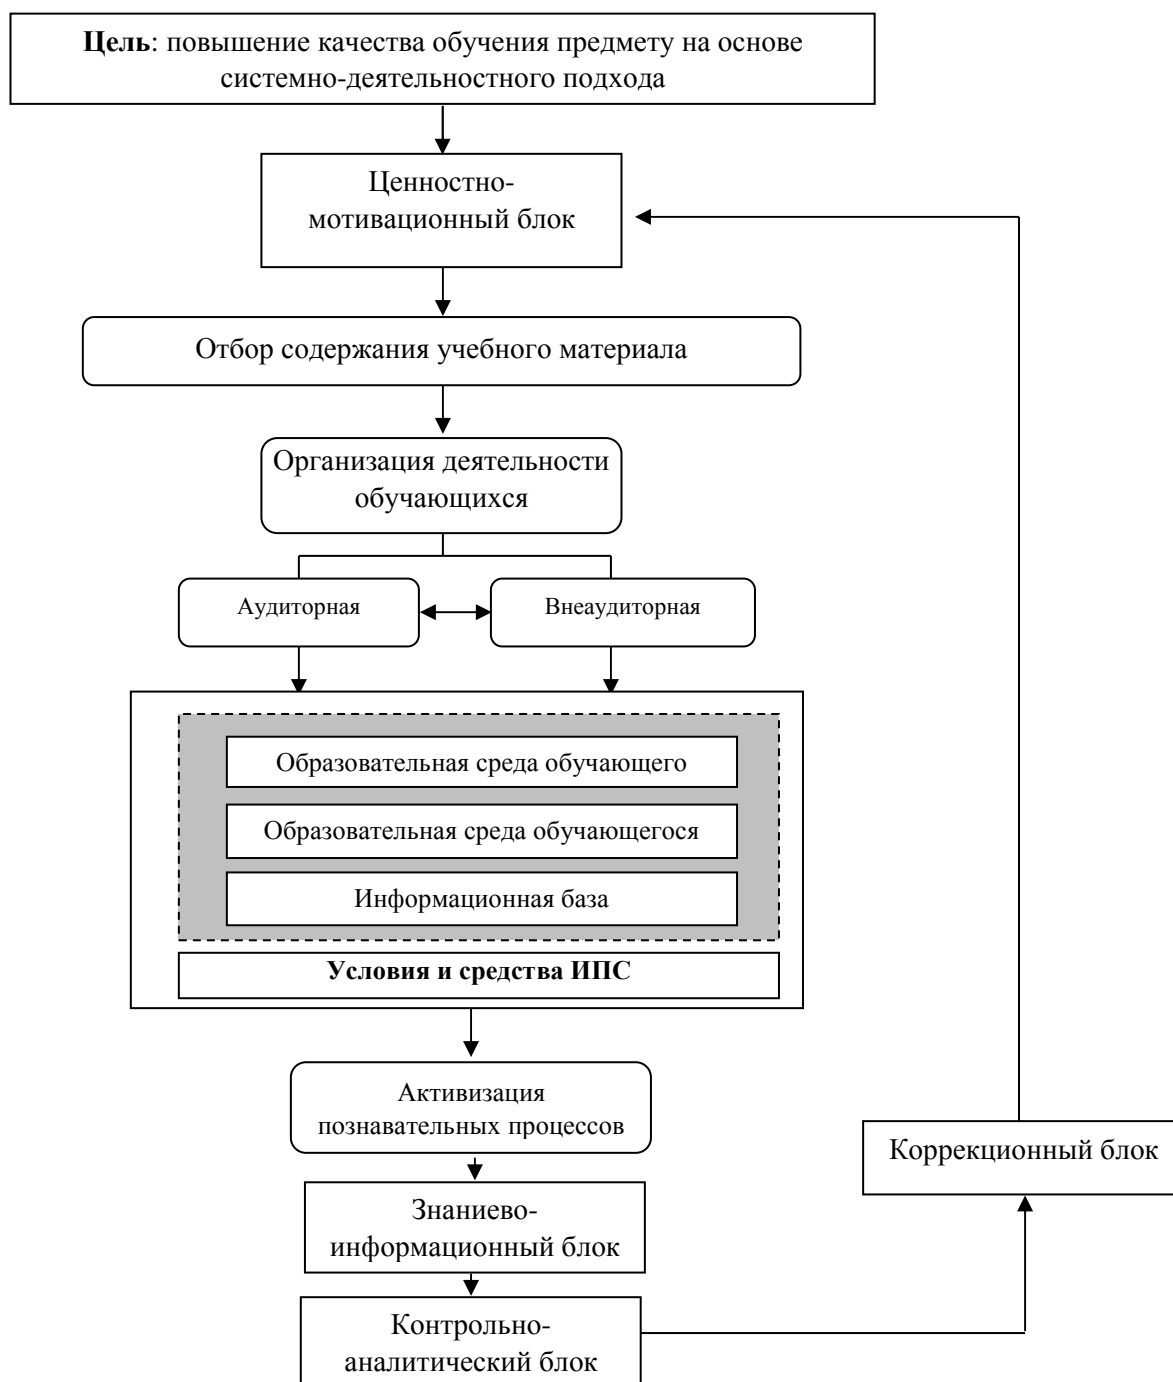 Цель: повышение качества обучения предмету на основе
системно-деятельностного подхода
Ценностно-
мотивационный блок
Отбор содержания учебного материала
Организация деятельности
обучающихся
Аудиторная
Внеаудиторная
Образовательная среда обучающего
Образовательная среда обучающегося
Информационная база
Условия и средства ИПС
Активизация
познавательных процессов
Коррекционный блок
Знаниево-
информационный блок
Контрольно-
аналитический блок